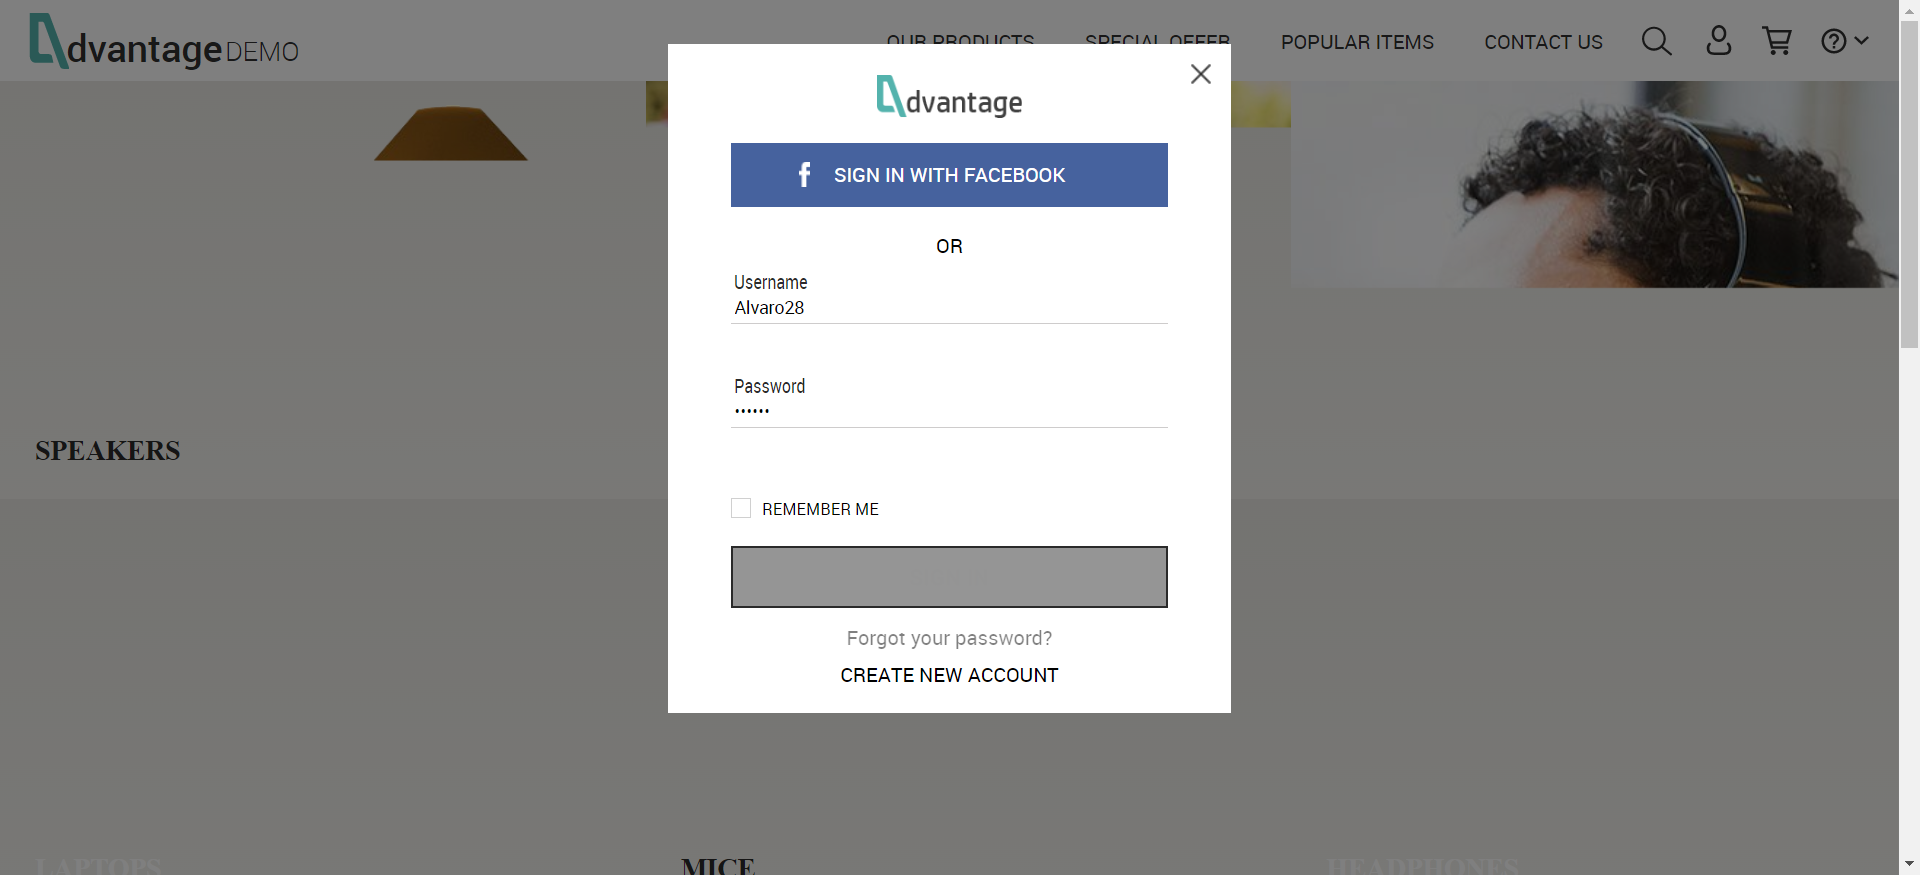 dvantage DEMO
OUR PRODUCTS SPECIAL OFFER POPULAR ITEMS CONTACT US
dvantage
SIGN IN WITH FACEBOOK
OR
Username
Alvaro28
Password
••••••
SPEAKERS
REMEMBER ME
Forgot your password?
CREATE NEW ACCOUNT
LAPTOPS MICE HEADPHONES